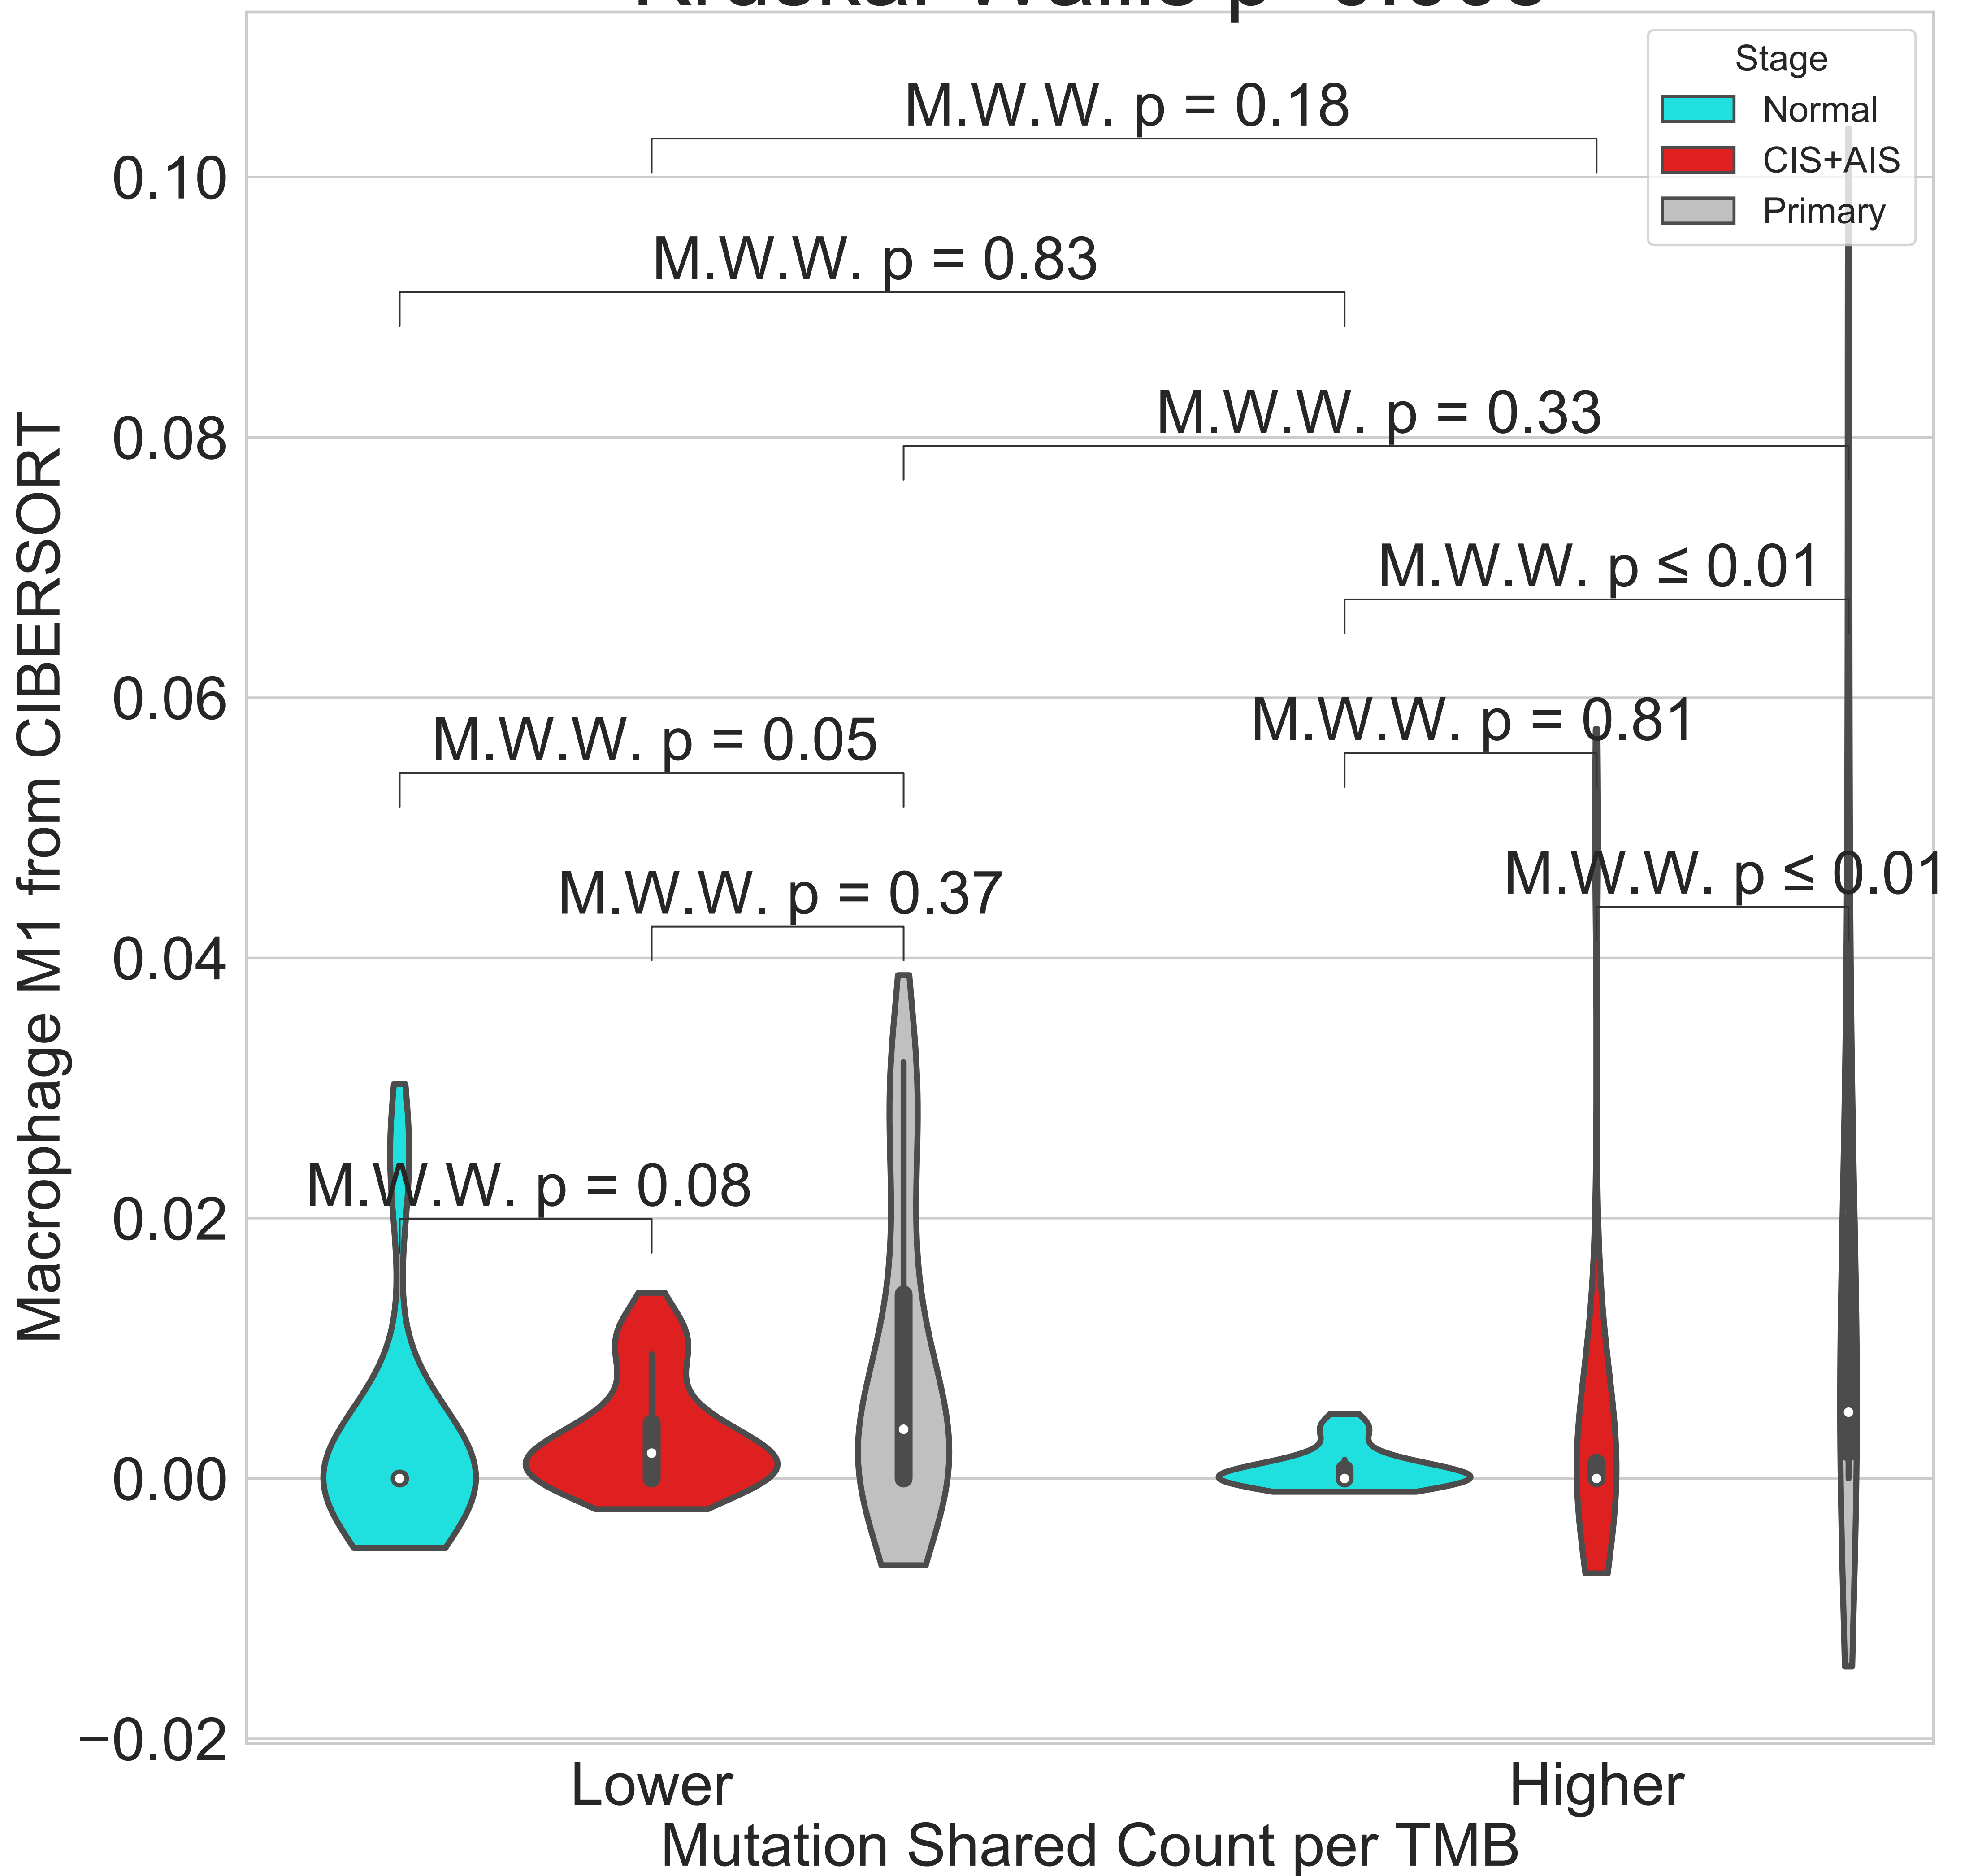 Stage
Normal
CIS+AIS
Primary
M.W.W. p = 0.18
M.W.W. p = 0.83
M.W.W. p = 0.33
M.W.W. p ≤ 0.01
M.W.W. p = 0.81
M.W.W. p = 0.05
M.W.W. p ≤ 0.01
M.W.W. p = 0.37
M.W.W. p = 0.08
0.10
0.08
0.06
0.04
0.02
0.00
−0.02
Macrophage M1 from CIBERSORT
Lower
Higher
Mutation Shared Count per TMB